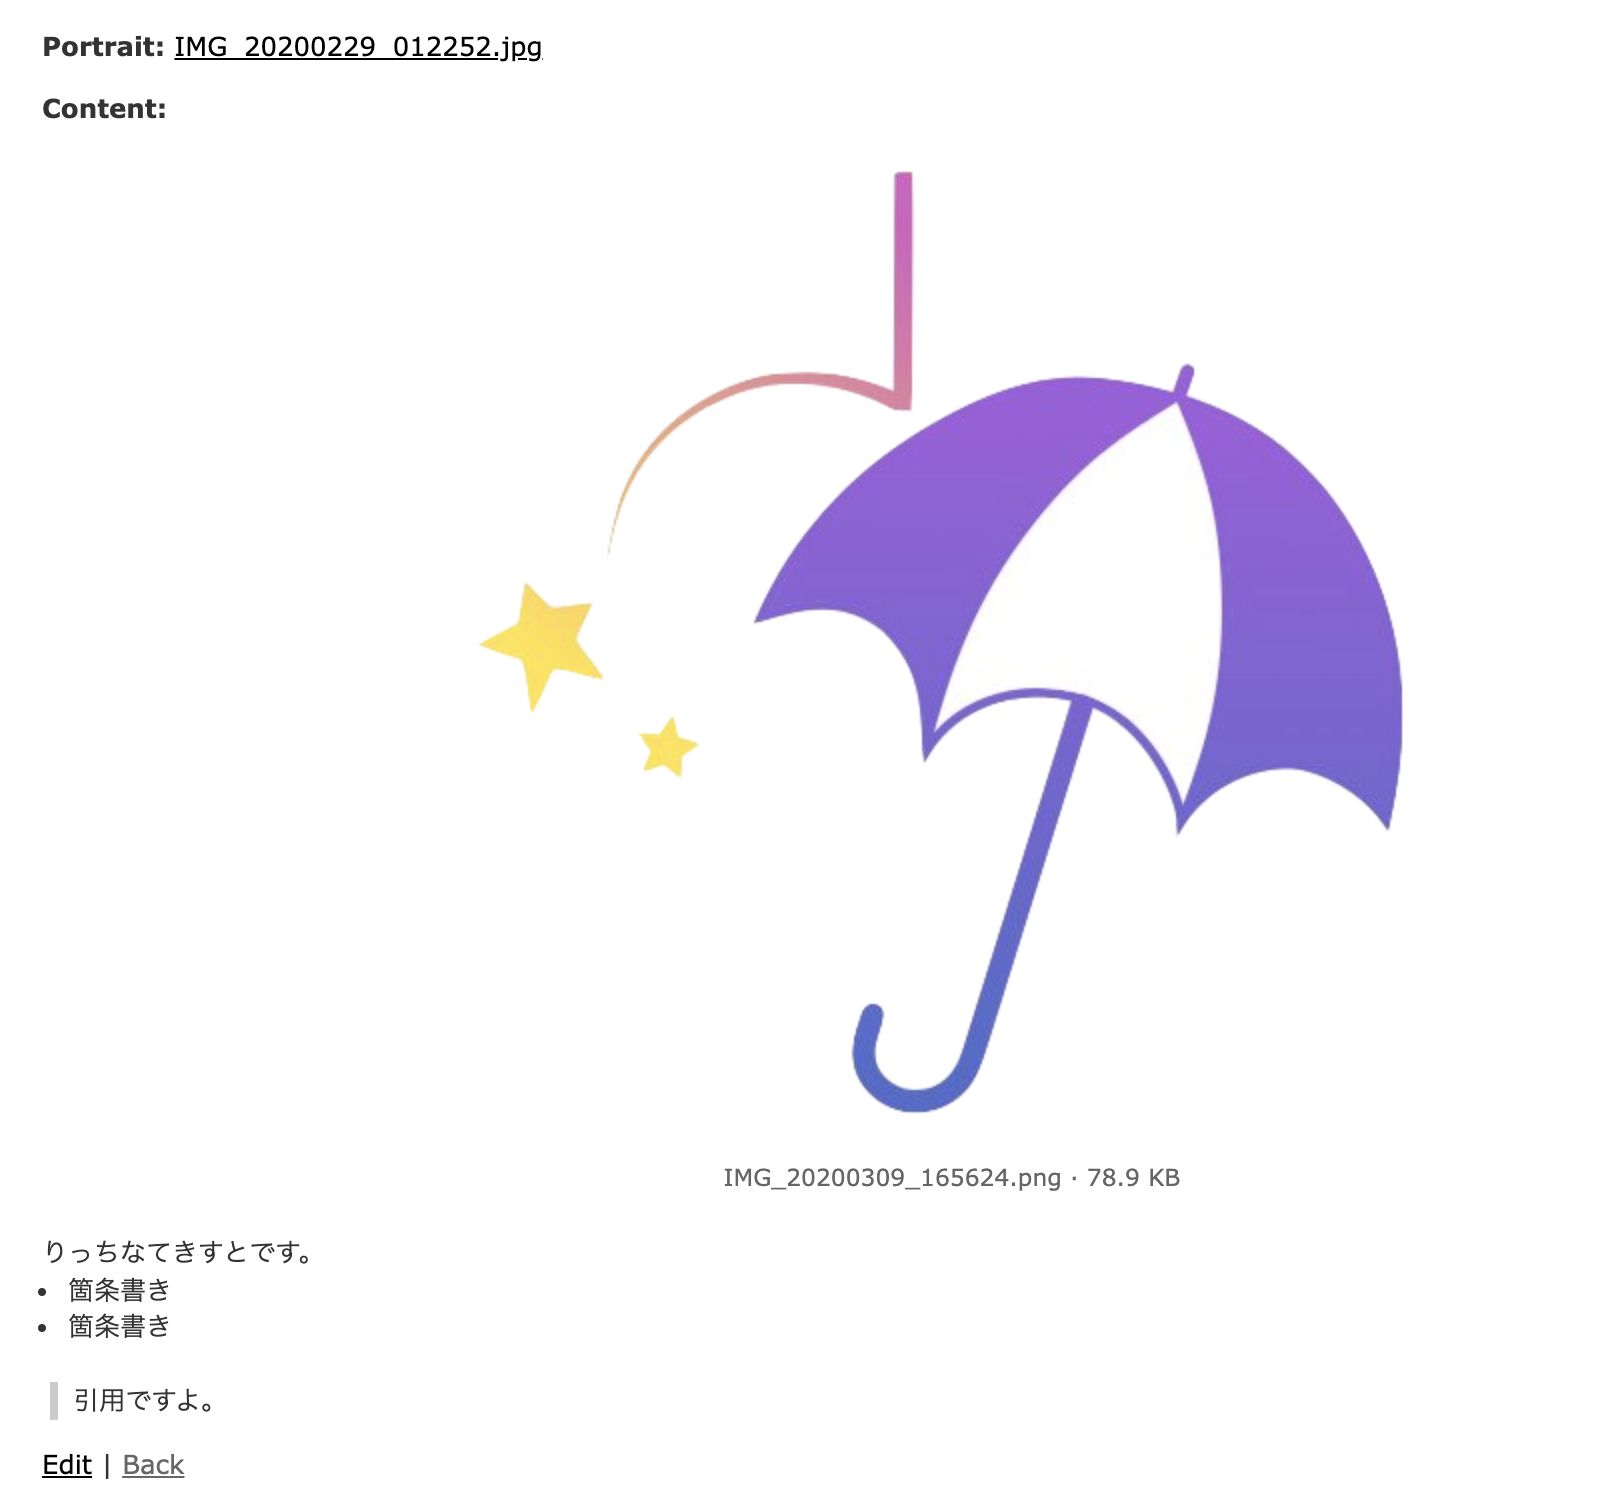 Portrait: IMG_20200229_012252.jpg
Content:
IMG_20200309_165624.png · 78.9 KB
りっちなてきすとです。
• 箇条書き
• 箇条書き
引用ですよ。
Edit | Back